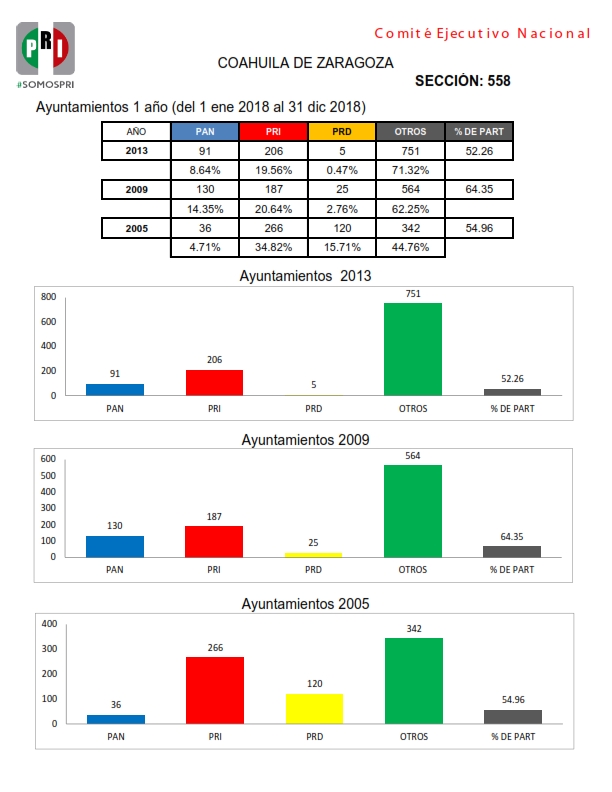 Comité Ejecutivo Nacional
PRI
#SOMOSPRI
COAHUILA DE ZARAGOZA
SECCIÓN: 558
Ayuntamientos 1 año (del 1 ene 2018 al 31 dic 2018)
AÑO PAN PRI PRD OTROS % DE PART
2013 91 206 5 751 52.26
8.64% 19.56% 0.47% 71.32%
2009 130 187 25 564 64.35
14.35% 20.64% 2.76% 62.25%
2005 36 266 120 342 54.96
4.71% 34.82% 15.71% 44.76%
Ayuntamientos 2013
800
600
400
200
0
91 206 5 751 52.26
PAN PRI PRD OTROS % DE PART
Ayuntamientos 2009
600
500
400
300
200
100
0
130 187 25 564 64.35
PAN PRI PRD OTROS % DE PART
Ayuntamientos 2005
400
300
200
100
0
36 266 120 342 54.96
PAN PRI PRD OTROS % DE PART